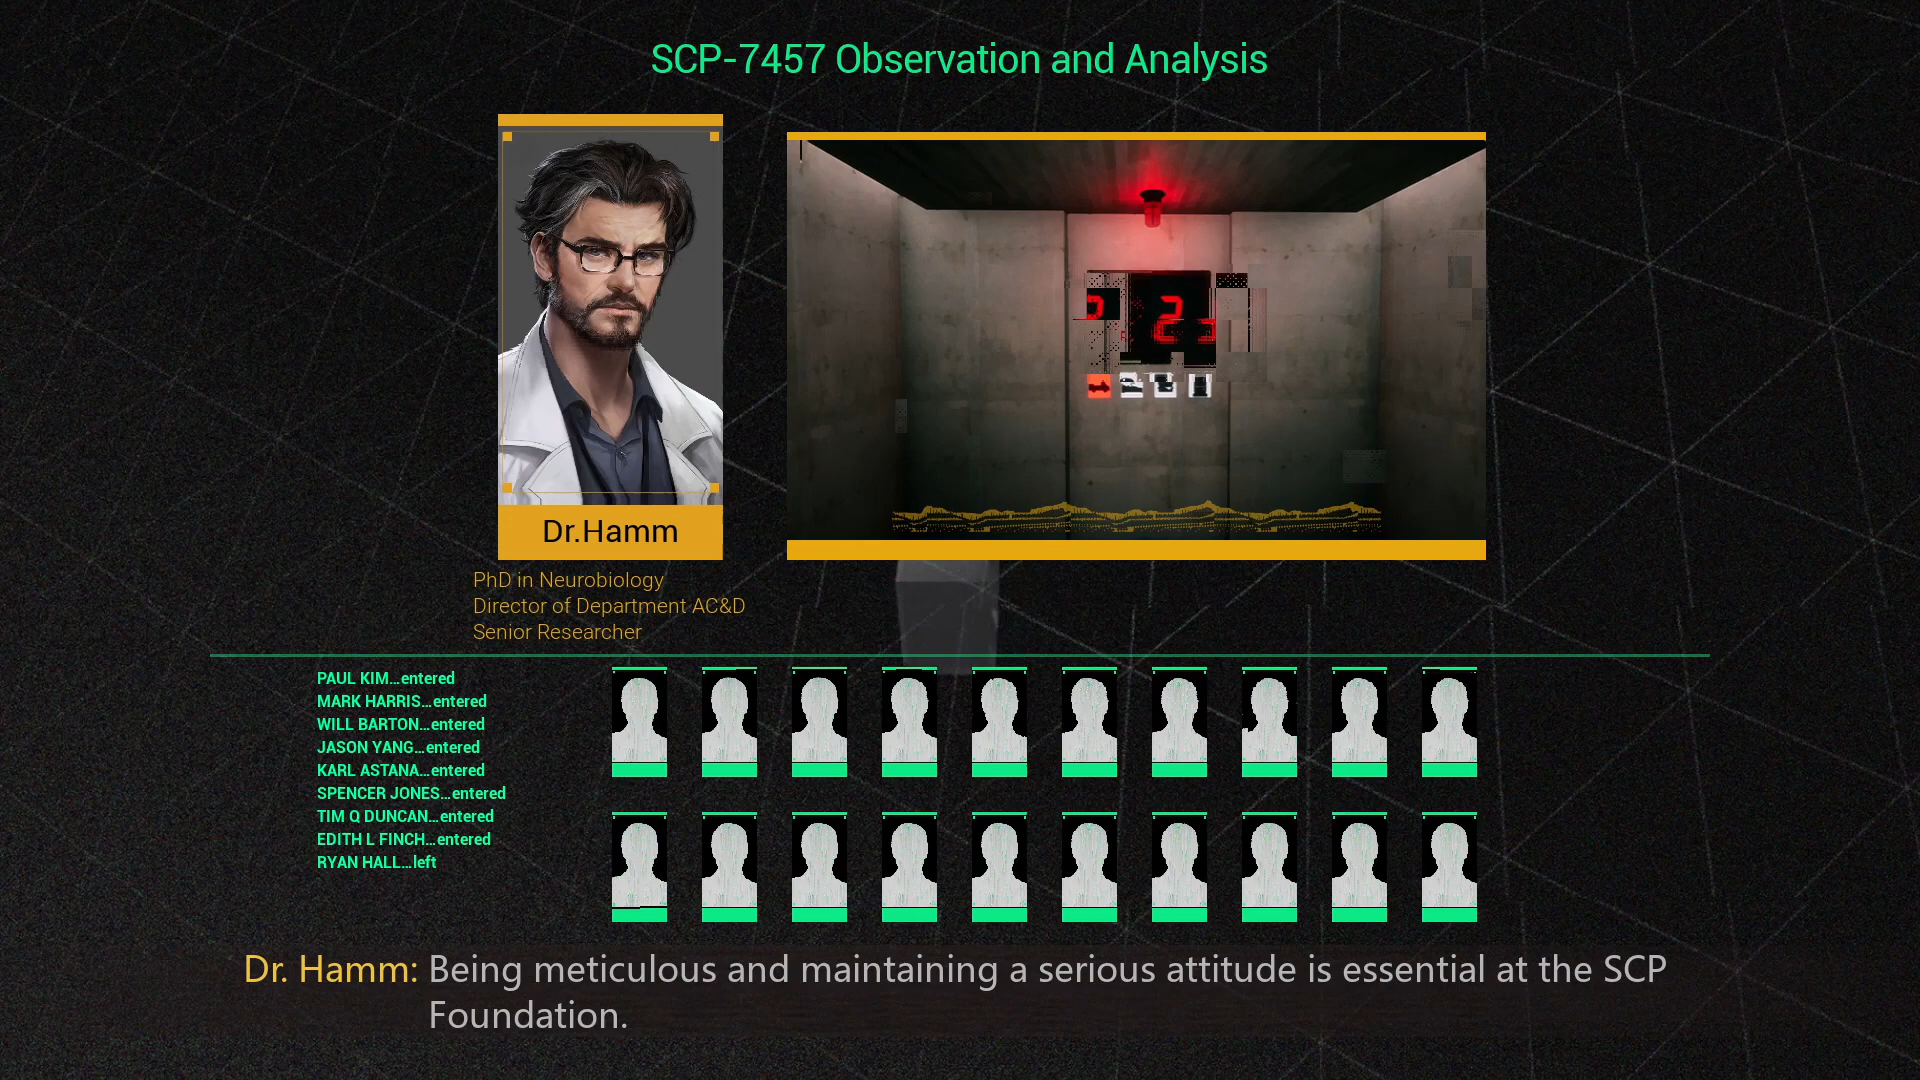 SCP-7457 Observation and Analysis
Dr.Hamm
PhD in Neurobiology
Director of Department AC&D
Senior Researcher
PAUL KIM...entered
MARK HARRIS...entered
WILL BARTON...entered
JASON YANG...entered
KARL ASTANA...entered
SPENCER JONES...entered
TIM Q DUNCAN...entered
EDITH L FINCH...entered
RYAN HALL...left
Dr. Hamm: Being meticulous and maintaining a serious attitude is essential at the SCP
Foundation.